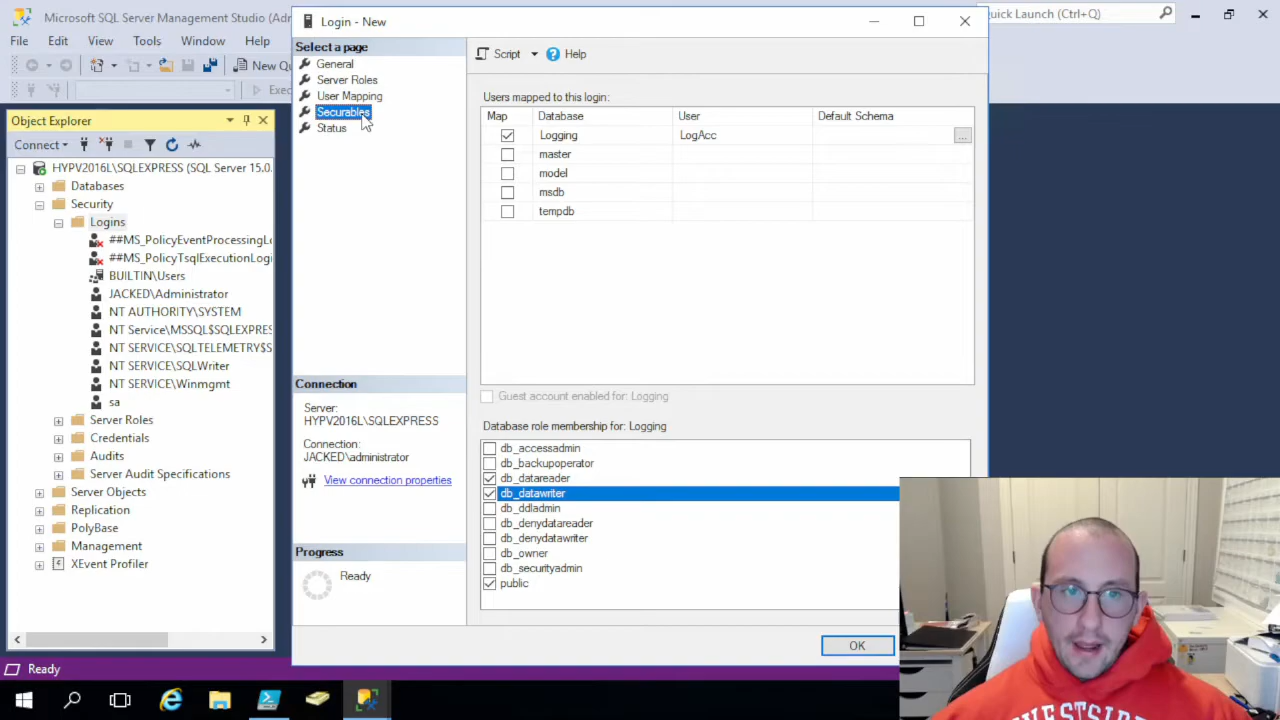 Microsoft SQL Server Management Studio (Adm
Login - New
Quick Launch (Ctrl+Q)
File Edit View Tools Window Help
New Qu
Exec
Object Explorer
Connect
HYPV2016L\SQLEXPRESS (SQL Server 15.0.
Databases
Security
Logins
##MS_PolicyEventProcessingLo
##MS_PolicyTsqlExecutionLogi
BUILTIN\Users
JACKED\Administrator
NT AUTHORITY\SYSTEM
NT Service\MSSQL$SQLEXPRES
NT SERVICE\SQLTELEMETRY$S
NT SERVICE\SQLWriter
NT SERVICE\Winmgmt
sa
Server Roles
Credentials
Audits
Server Audit Specifications
Server Objects
Replication
PolyBase
Management
XEvent Profiler
Select a page
General
Server Roles
User Mapping
Securables
Status
Connection
Server:
HYPV2016L\SQLEXPRESS
Connection:
JACKED\administrator
View connection properties
Progress
Ready
Script Help
Users mapped to this login:
Map Database User Default Schema
Logging LogAcc ...
master
model
msdb
tempdb
Guest account enabled for: Logging
Database role membership for: Logging
db_accessadmin
db_backupoperator
db_datareader
db_datawriter
db_ddladmin
db_denydatareader
db_denydatawriter
db_owner
db_securityadmin
public
OK
Ready